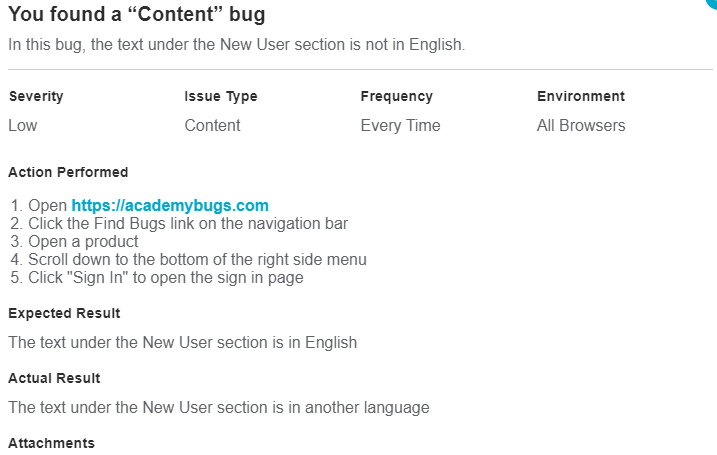 You found a “Content” bug
In this bug, the text under the New User section is not in English.
Severity Issue Type Frequency Environment
Low Content Every Time All Browsers
Action Performed
1. Open https://academybugs.com
2. Click the Find Bugs link on the navigation bar
3. Open a product
4. Scroll down to the bottom of the right side menu
5. Click "Sign In" to open the sign in page
Expected Result
The text under the New User section is in English
Actual Result
The text under the New User section is in another language
Attachments